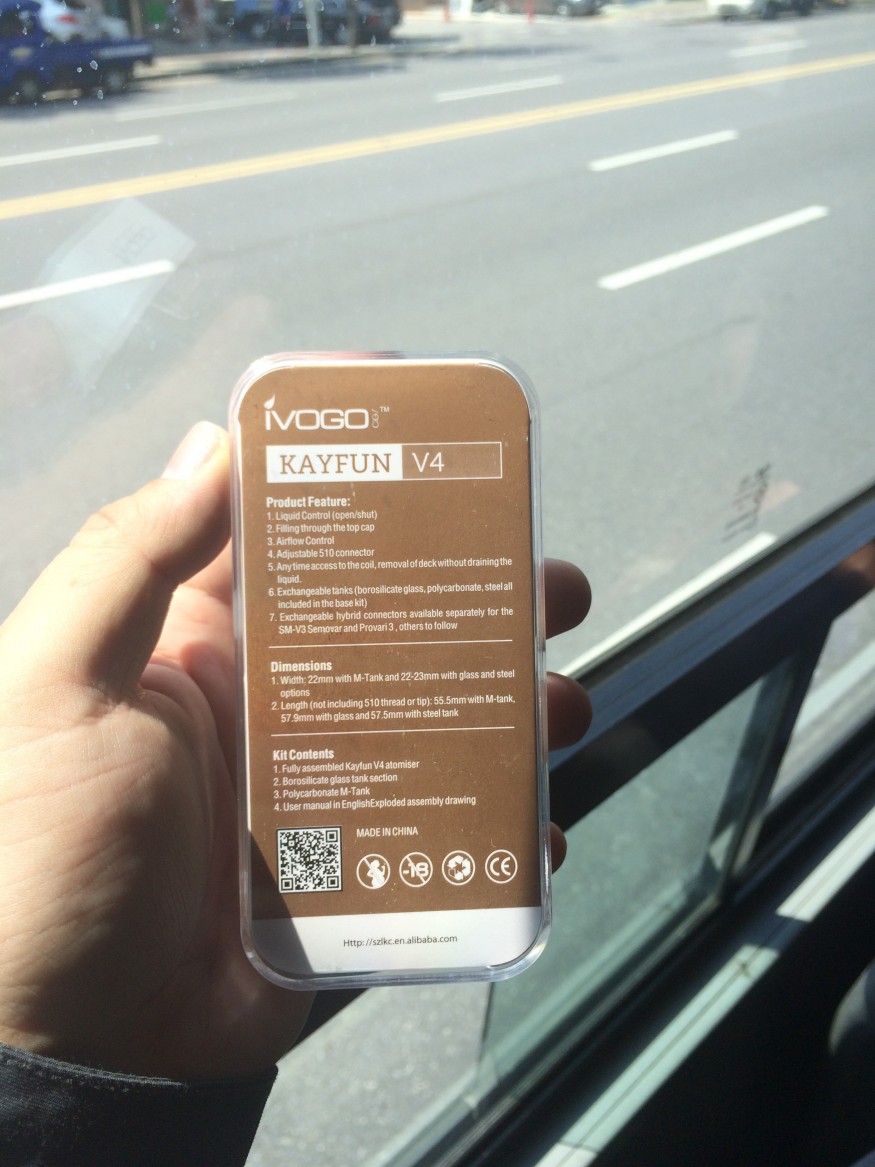 iVOGO™
KAYFUN V4
Product Feature:
1. Liquid Control (open/shut)
2. Filling through the top cap
3. Airflow Control
4. Adjustable 510 connector
5. Any time access to the coil, removal of deck without draining the
liquid.
6. Exchangeable tanks (borosilicate glass, polycarbonate, steel all
included in the base kit)
7. Exchangeable hybrid connectors available separately for the
SM-V3 Semovar and Provari 3 , others to follow
Dimensions
1. Width: 22mm with M-Tank and 22-23mm with glass and steel
options
2. Length (not including 510 thread or tip): 55.5mm with M-tank,
57.9mm with glass and 57.5mm with steel tank
Kit Contents
1. Fully assembled Kayfun V4 atomiser
2. Borosilicate glass tank section
3. Polycarbonate M-Tank
4. User manual in EnglishExploded assembly drawing
MADE IN CHINA
-18
CE
Http://szlkc.en.alibaba.com